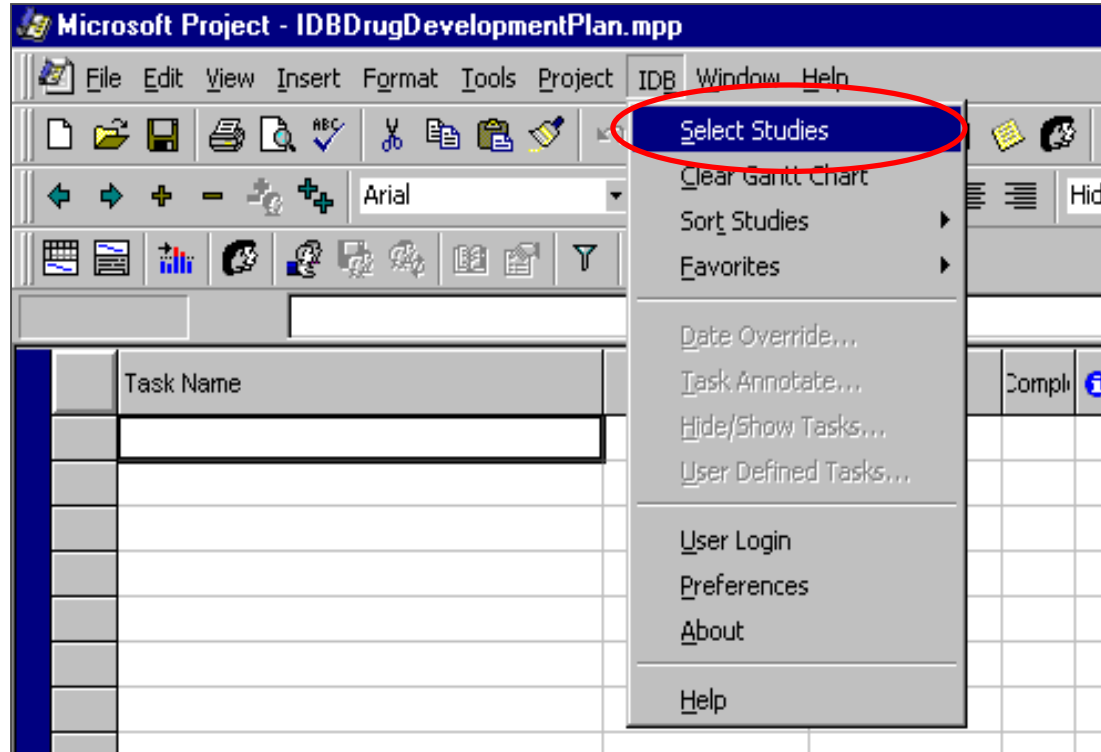 Microsoft Project - IDBDrugDevelopmentPlan.mpp
File Edit View Insert Format Tools Project IDB Window Help
ABC
Select Studies
Clear Gantt Chart
Arial
Hid
Sort Studies
Favorites
Date Override...
Task Name
Compl
Task Annotate...
Hide/Show Tasks...
User Defined Tasks...
User Login
Preferences
About
Help